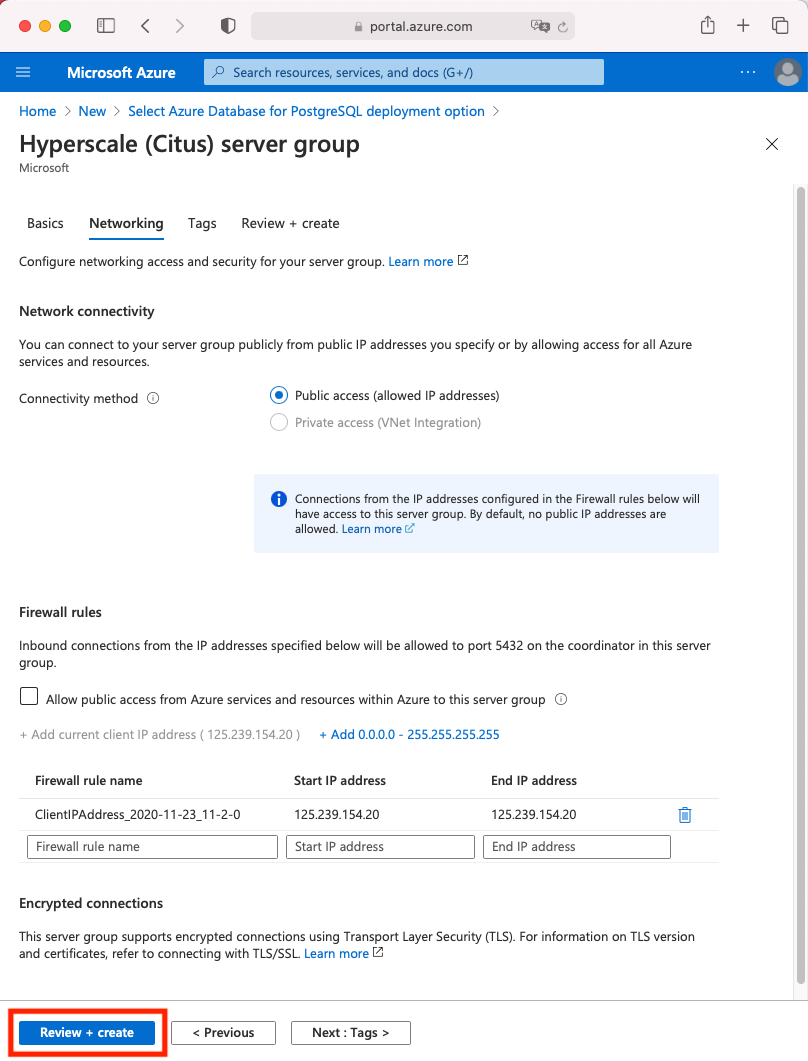 portal.azure.com
Microsoft Azure
Search resources, services, and docs (G+/)
...
Home > New > Select Azure Database for PostgreSQL deployment option >
Hyperscale (Citus) server group
Microsoft
Basics Networking Tags Review + create
Configure networking access and security for your server group. Learn more
Network connectivity
You can connect to your server group publicly from public IP addresses you specify or by allowing access for all Azure
services and resources.
Connectivity method
Public access (allowed IP addresses)
Private access (VNet Integration)
Connections from the IP addresses configured in the Firewall rules below will
have access to this server group. By default, no public IP addresses are
allowed. Learn more
Firewall rules
Inbound connections from the IP addresses specified below will be allowed to port 5432 on the coordinator in this server
group.
Allow public access from Azure services and resources within Azure to this server group
+ Add current client IP address ( 125.239.154.20 ) + Add 0.0.0.0 - 255.255.255.255
Firewall rule name Start IP address End IP address
ClientIPAddress_2020-11-23_11-2-0 125.239.154.20 125.239.154.20
Firewall rule name Start IP address End IP address
Encrypted connections
This server group supports encrypted connections using Transport Layer Security (TLS). For information on TLS version
and certificates, refer to connecting with TLS/SSL. Learn more
Review + create < Previous Next : Tags >